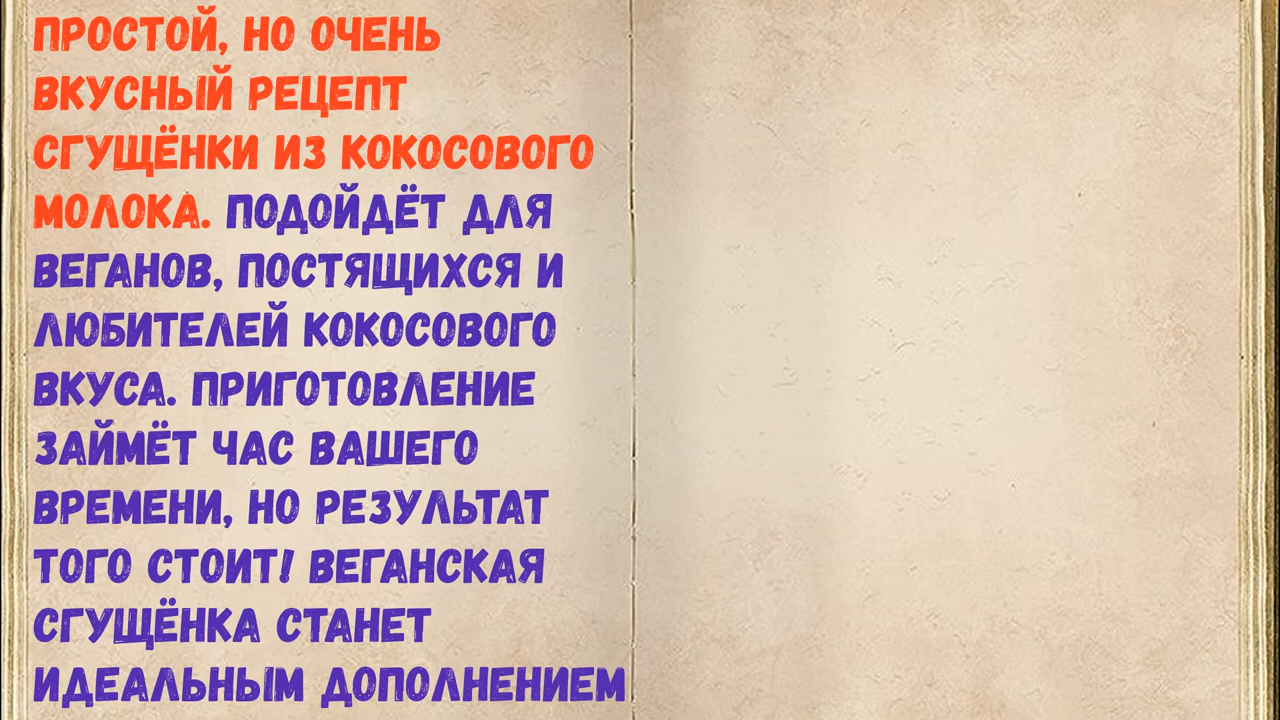 ПРОСТОЙ, НО ОЧЕНЬ
ВКУСНЫЙ РЕЦЕПТ
СГУЩЁНКИ ИЗ КОКОСОВОГО
МОЛОКА. ПОДОЙДЁТ ДЛЯ
ВЕГАНОВ, ПОСТЯЩИХСЯ И
ЛЮБИТЕЛЕЙ КОКОСОВОГО
ВКУСА. ПРИГОТОВЛЕНИЕ
ЗАЙМЁТ ЧАС ВАШЕГО
ВРЕМЕНИ, НО РЕЗУЛЬТАТ
ТОГО СТОИТ! ВЕГАНСКАЯ
СГУЩЁНКА СТАНЕТ
ИДЕАЛЬНЫМ ДОПОЛНЕНИЕМ